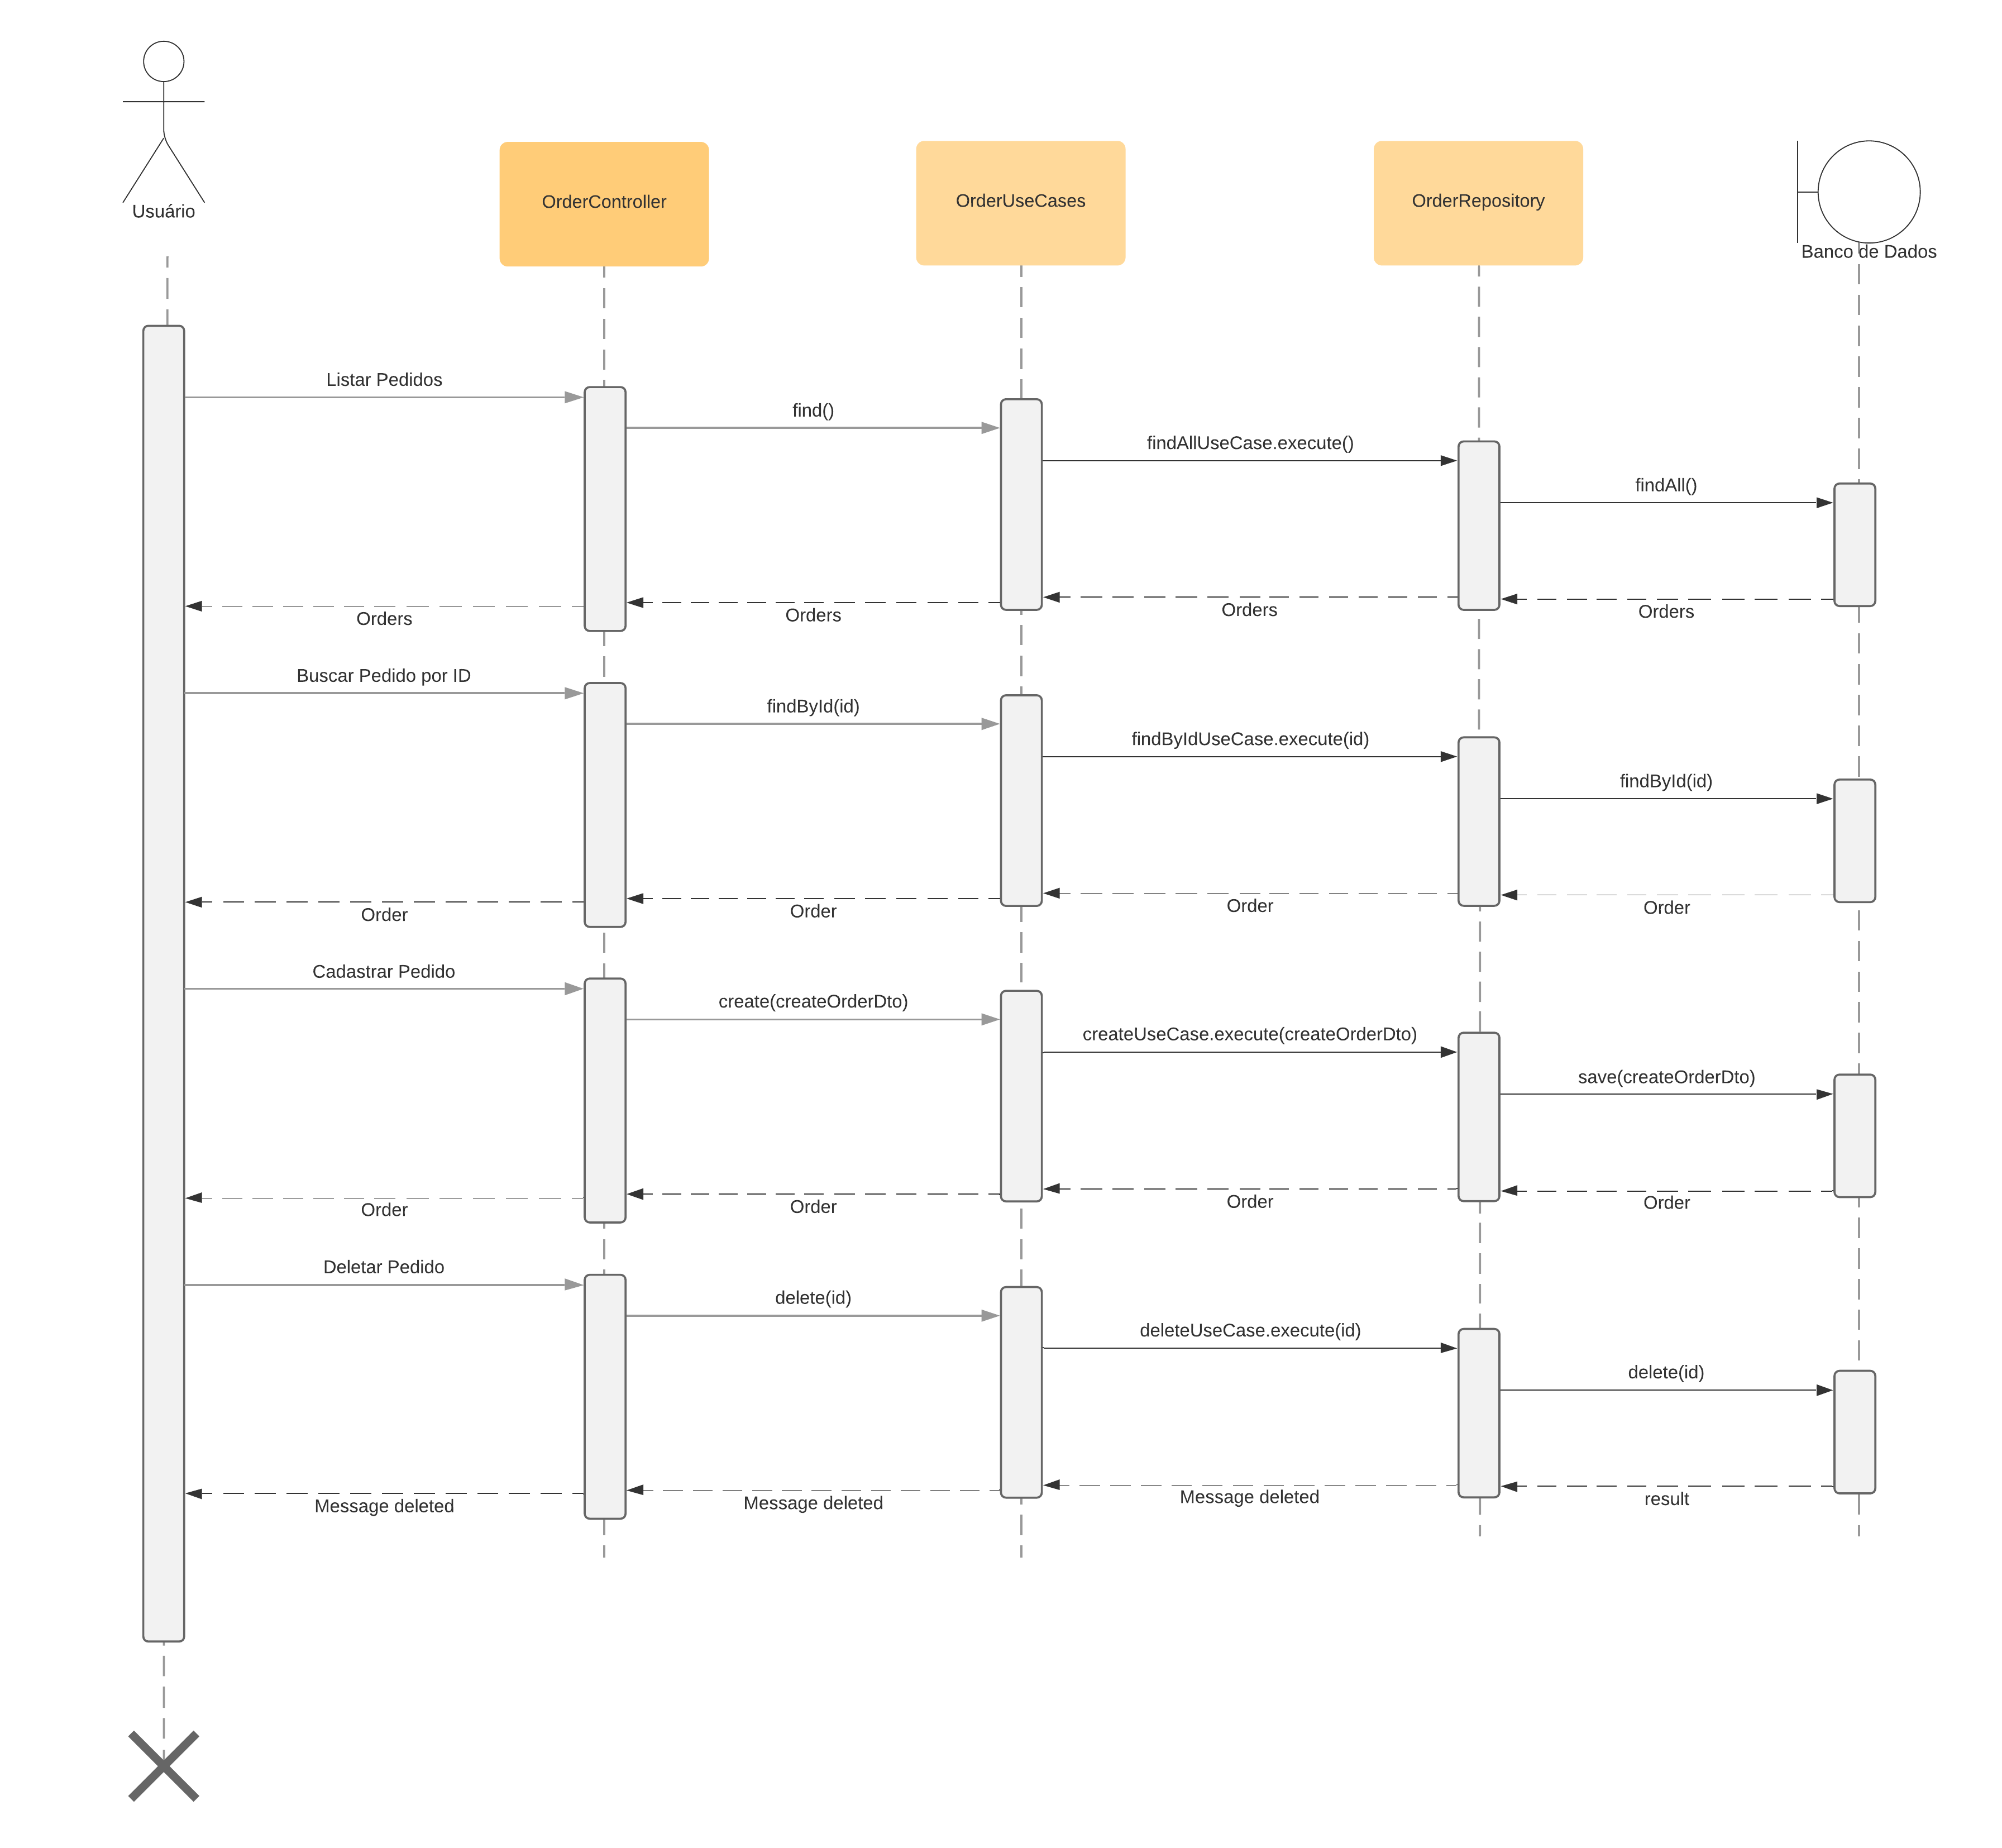 Usuário
OrderController
OrderUseCases
OrderRepository
Banco de Dados
Listar Pedidos
find()
findAllUseCase.execute()
findAll()
Orders
Orders
Orders
Orders
Buscar Pedido por ID
findById(id)
findByIdUseCase.execute(id)
findById(id)
Order
Order
Order
Order
Cadastrar Pedido
create(createOrderDto)
createUseCase.execute(createOrderDto)
save(createOrderDto)
Order
Order
Order
Order
Deletar Pedido
delete(id)
deleteUseCase.execute(id)
delete(id)
Message deleted
Message deleted
Message deleted
result